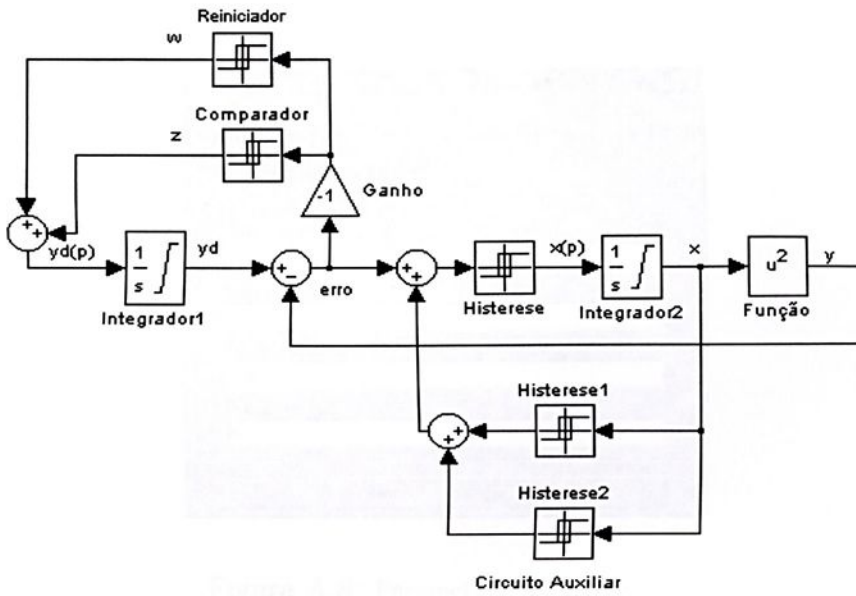 Reiniciador
w
Comparador
z
-1
Ganho
+
+
yd(p)
1
s
Integrador1
yd
+
−
erro
+
+
Histerese
x(p)
1
s
Integrador2
x
u²
Função
y
Histerese1
+
+
Histerese2
Circuito Auxiliar